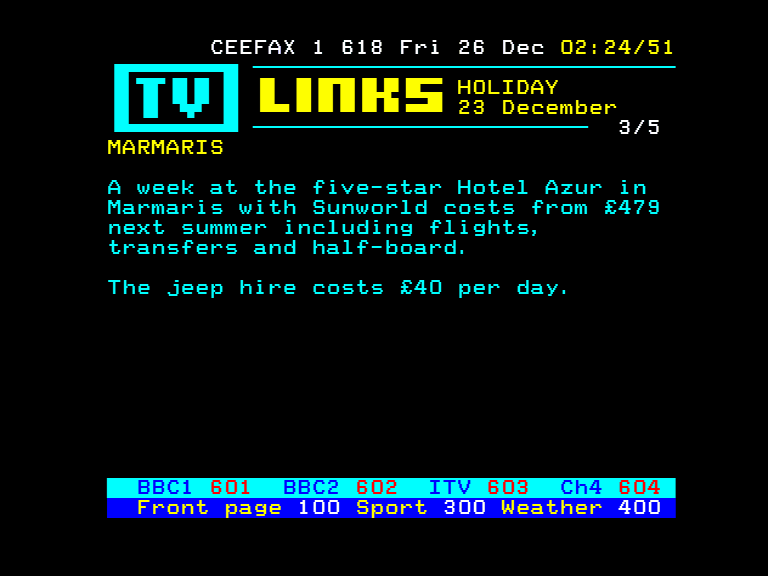 CEEFAX 1 618 Fri 26 Dec 02:24/51
TV LINKS HOLIDAY
23 December
3/5
MARMARIS
A week at the five-star Hotel Azur in
Marmaris with Sunworld costs from £479
next summer including flights,
transfers and half-board.
The jeep hire costs £40 per day.
BBC1 601 BBC2 602 ITV 603 Ch4 604
Front page 100 Sport 300 Weather 400